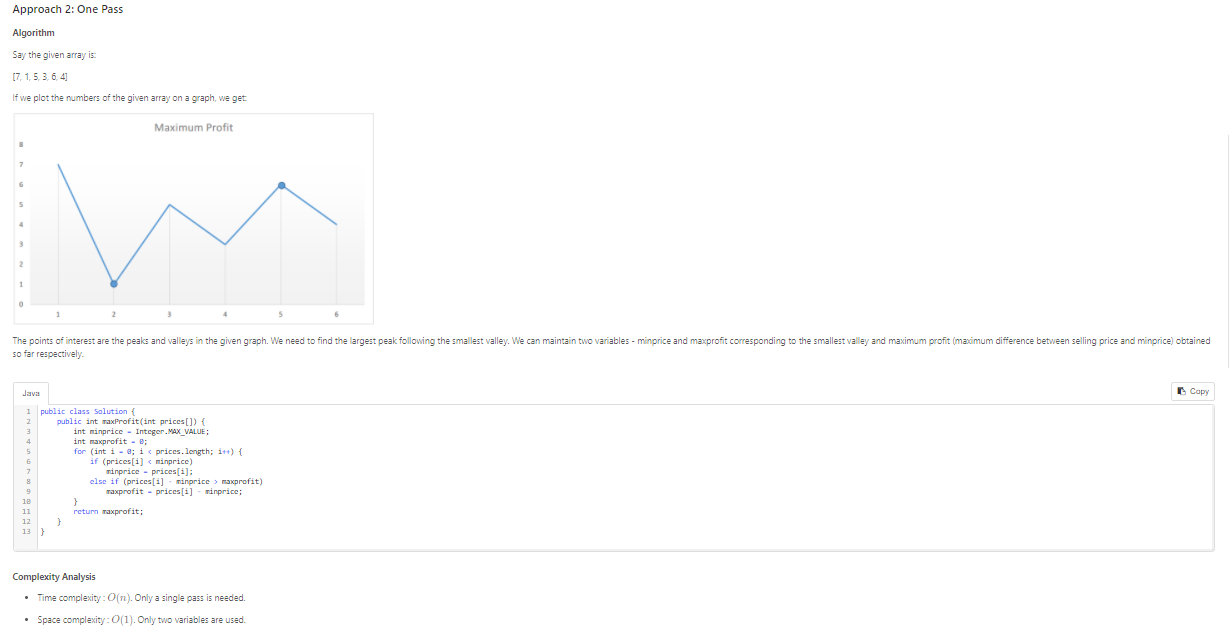 Approach 2: One Pass
Algorithm
Say the given array is:
[7, 1, 5, 3, 6, 4]
If we plot the numbers of the given array on a graph, we get:
Maximum Profit
8
7
6
5
4
3
2
1
0
1 2 3 4 5 6
The points of interest are the peaks and valleys in the given graph. We need to find the largest peak following the smallest valley. We can maintain two variables - minprice and maxprofit corresponding to the smallest valley and maximum profit (maximum difference between selling price and minprice) obtained
so far respectively.
Java
Copy
1 public class Solution {
2 public int maxProfit(int prices[]) {
3 int minprice = Integer.MAX_VALUE;
4 int maxprofit = 0;
5 for (int i = 0; i < prices.length; i++) {
6 if (prices[i] < minprice)
7 minprice = prices[i];
8 else if (prices[i] - minprice > maxprofit)
9 maxprofit = prices[i] - minprice;
10 }
11 return maxprofit;
12 }
13 }
Complexity Analysis
• Time complexity : O(n). Only a single pass is needed.
• Space complexity : O(1). Only two variables are used.